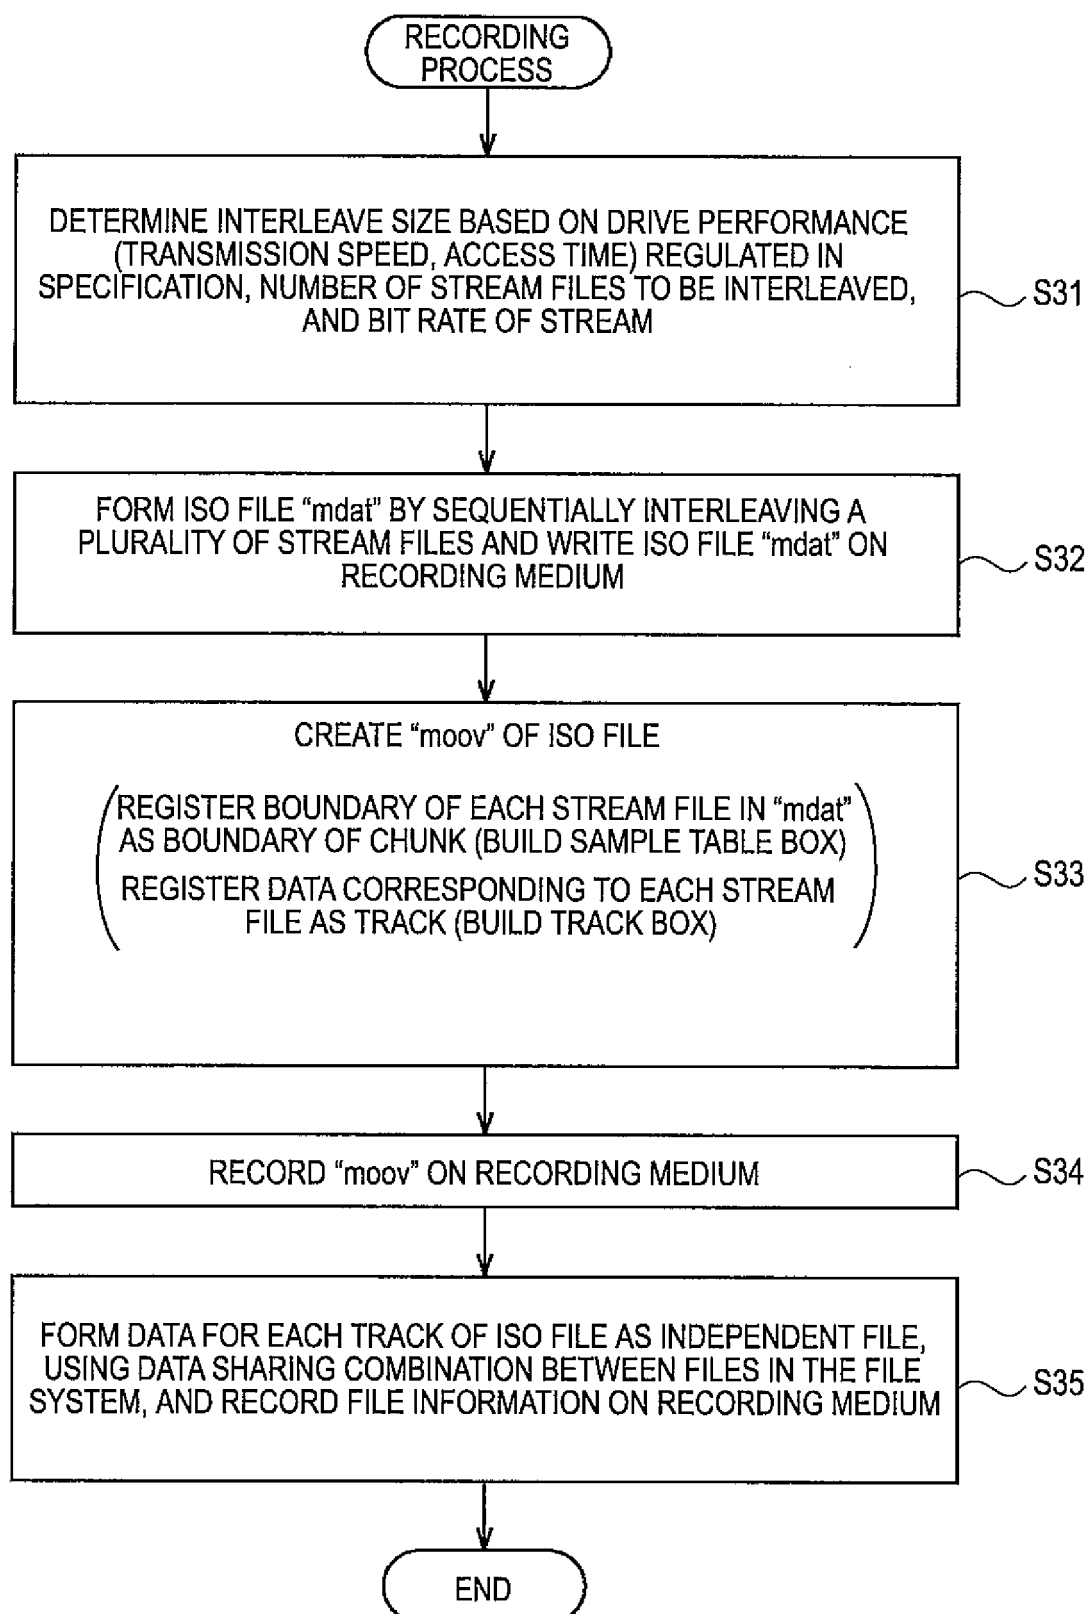 RECORDING
PROCESS
DETERMINE INTERLEAVE SIZE BASED ON DRIVE PERFORMANCE
(TRANSMISSION SPEED, ACCESS TIME) REGULATED IN
SPECIFICATION, NUMBER OF STREAM FILES TO BE INTERLEAVED,
AND BIT RATE OF STREAM
S31
FORM ISO FILE “mdat” BY SEQUENTIALLY INTERLEAVING A
PLURALITY OF STREAM FILES AND WRITE ISO FILE “mdat” ON
RECORDING MEDIUM
S32
CREATE “moov” OF ISO FILE
REGISTER BOUNDARY OF EACH STREAM FILE IN “mdat”
AS BOUNDARY OF CHUNK (BUILD SAMPLE TABLE BOX)
REGISTER DATA CORRESPONDING TO EACH STREAM
FILE AS TRACK (BUILD TRACK BOX)
S33
RECORD “moov” ON RECORDING MEDIUM
S34
FORM DATA FOR EACH TRACK OF ISO FILE AS INDEPENDENT FILE,
USING DATA SHARING COMBINATION BETWEEN FILES IN THE FILE
SYSTEM, AND RECORD FILE INFORMATION ON RECORDING MEDIUM
S35
END